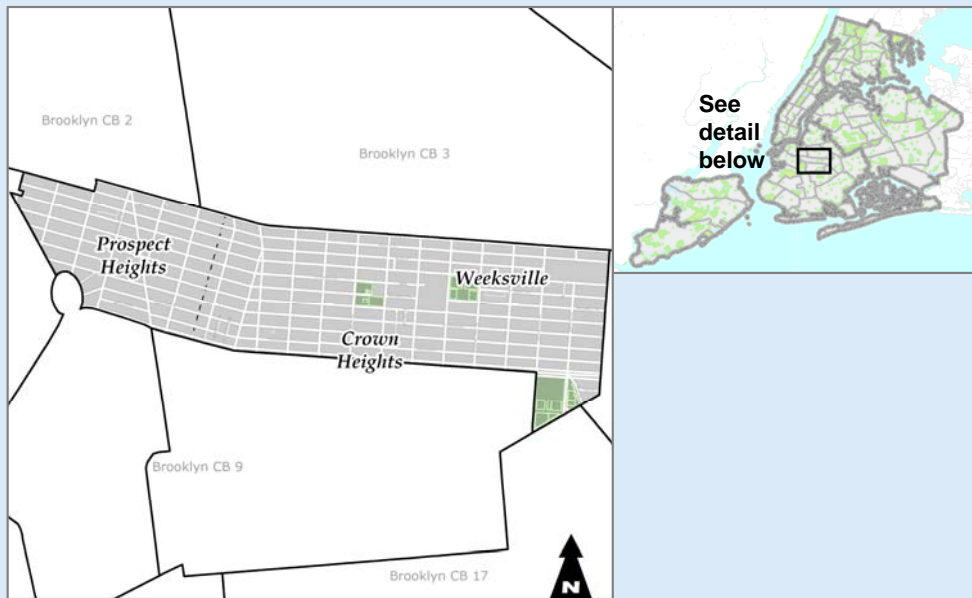 Brooklyn CB 2
Brooklyn CB 3
Prospect
Heights
Weeksville
Crown
Heights
Brooklyn CB 9
Brooklyn CB 17
N
See
detail
below